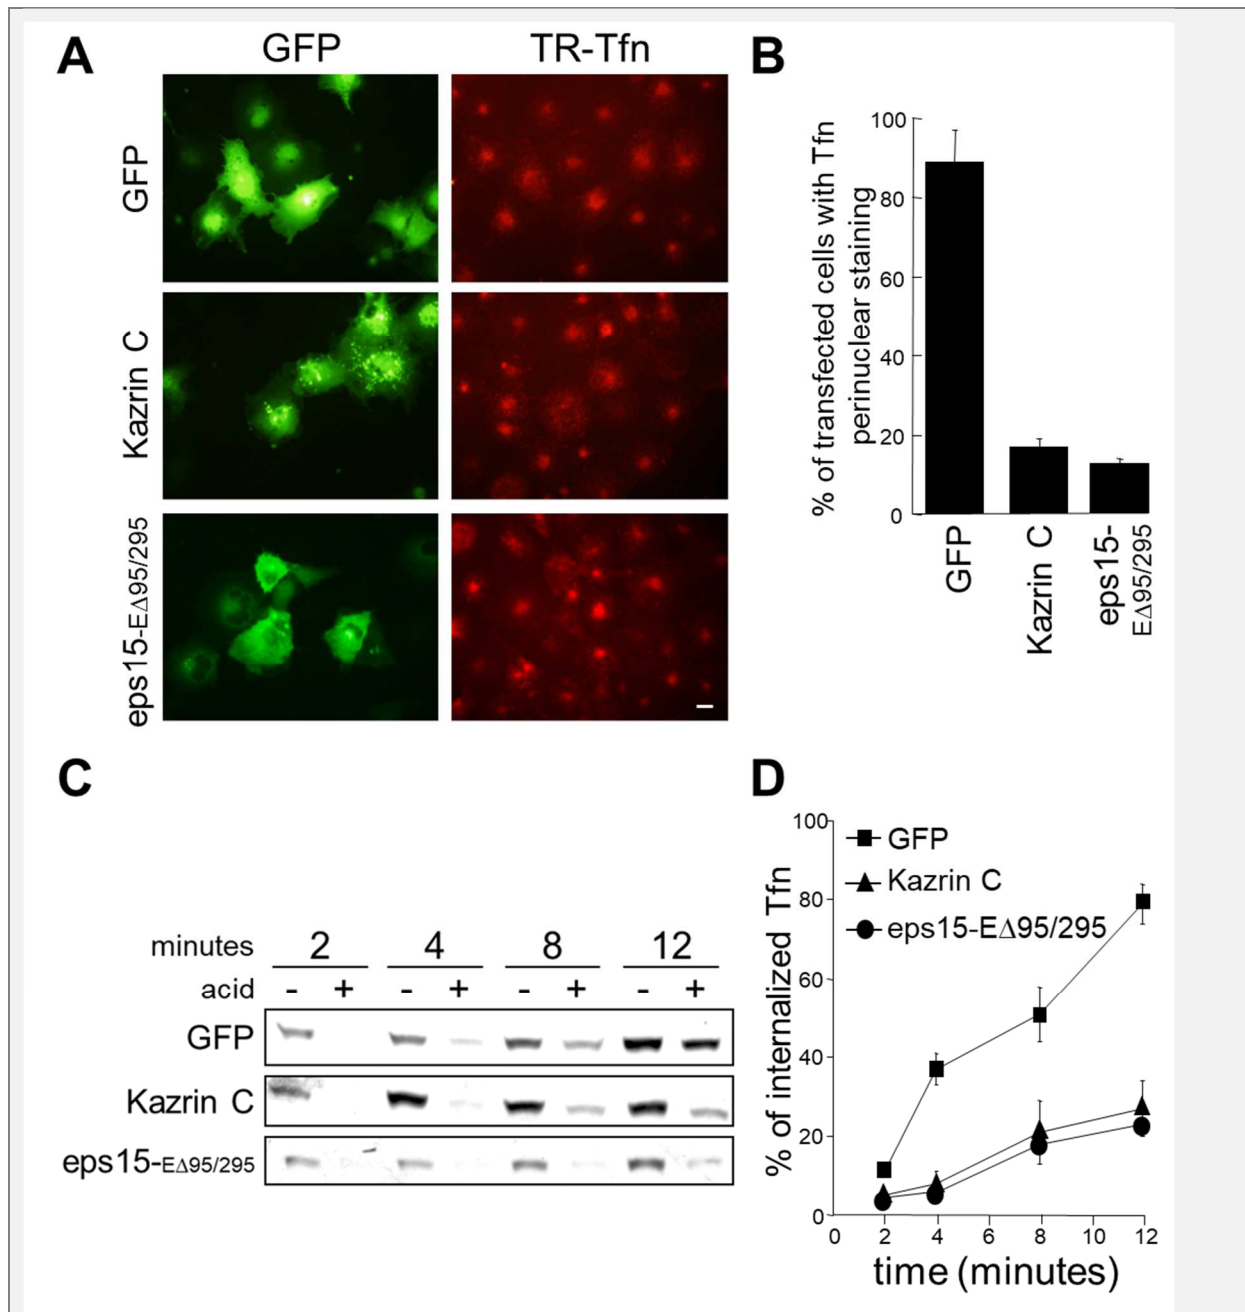 A
GFP
TR-Tfn
GFP
Kazrin C
eps15-EΔ95/295
B
% of transfected cells with Tfn
perinuclear staining
100
80
60
40
20
0
GFP
Kazrin C
eps15-
EΔ95/295
C
minutes 2 4 8 12
acid - + - + - + - +
GFP
Kazrin C
eps15-EΔ95/295
D
% of internalized Tfn
100
80
60
40
20
0
GFP
Kazrin C
eps15-EΔ95/295
0 2 4 6 8 10 12
time (minutes)